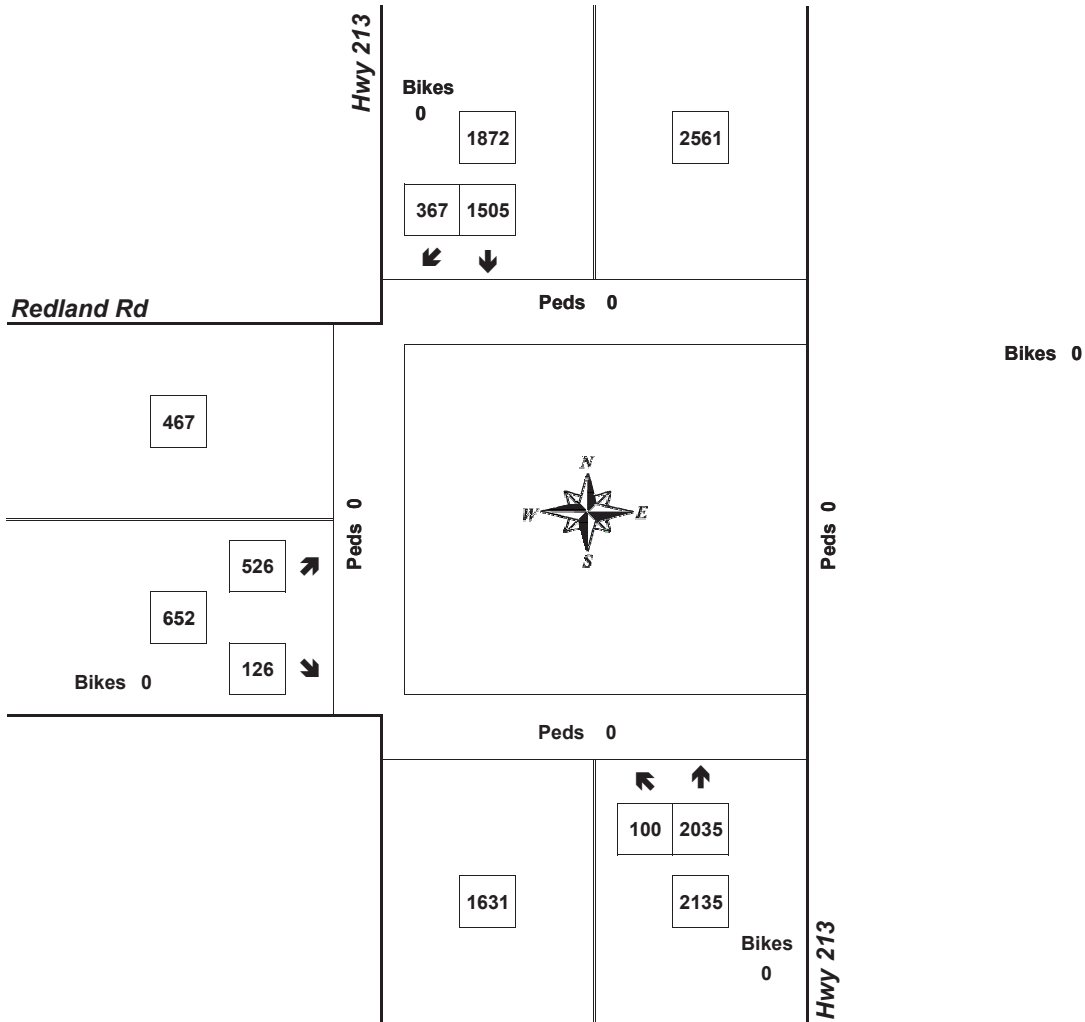 Hwy 213
Bikes
0
1872
2561
367 1505
Peds 0
Redland Rd
Bikes 0
467
N
W E
S
Peds 0
Peds 0
526
652
126
Bikes 0
Peds 0
100 2035
1631
2135
Bikes
0
Hwy 213